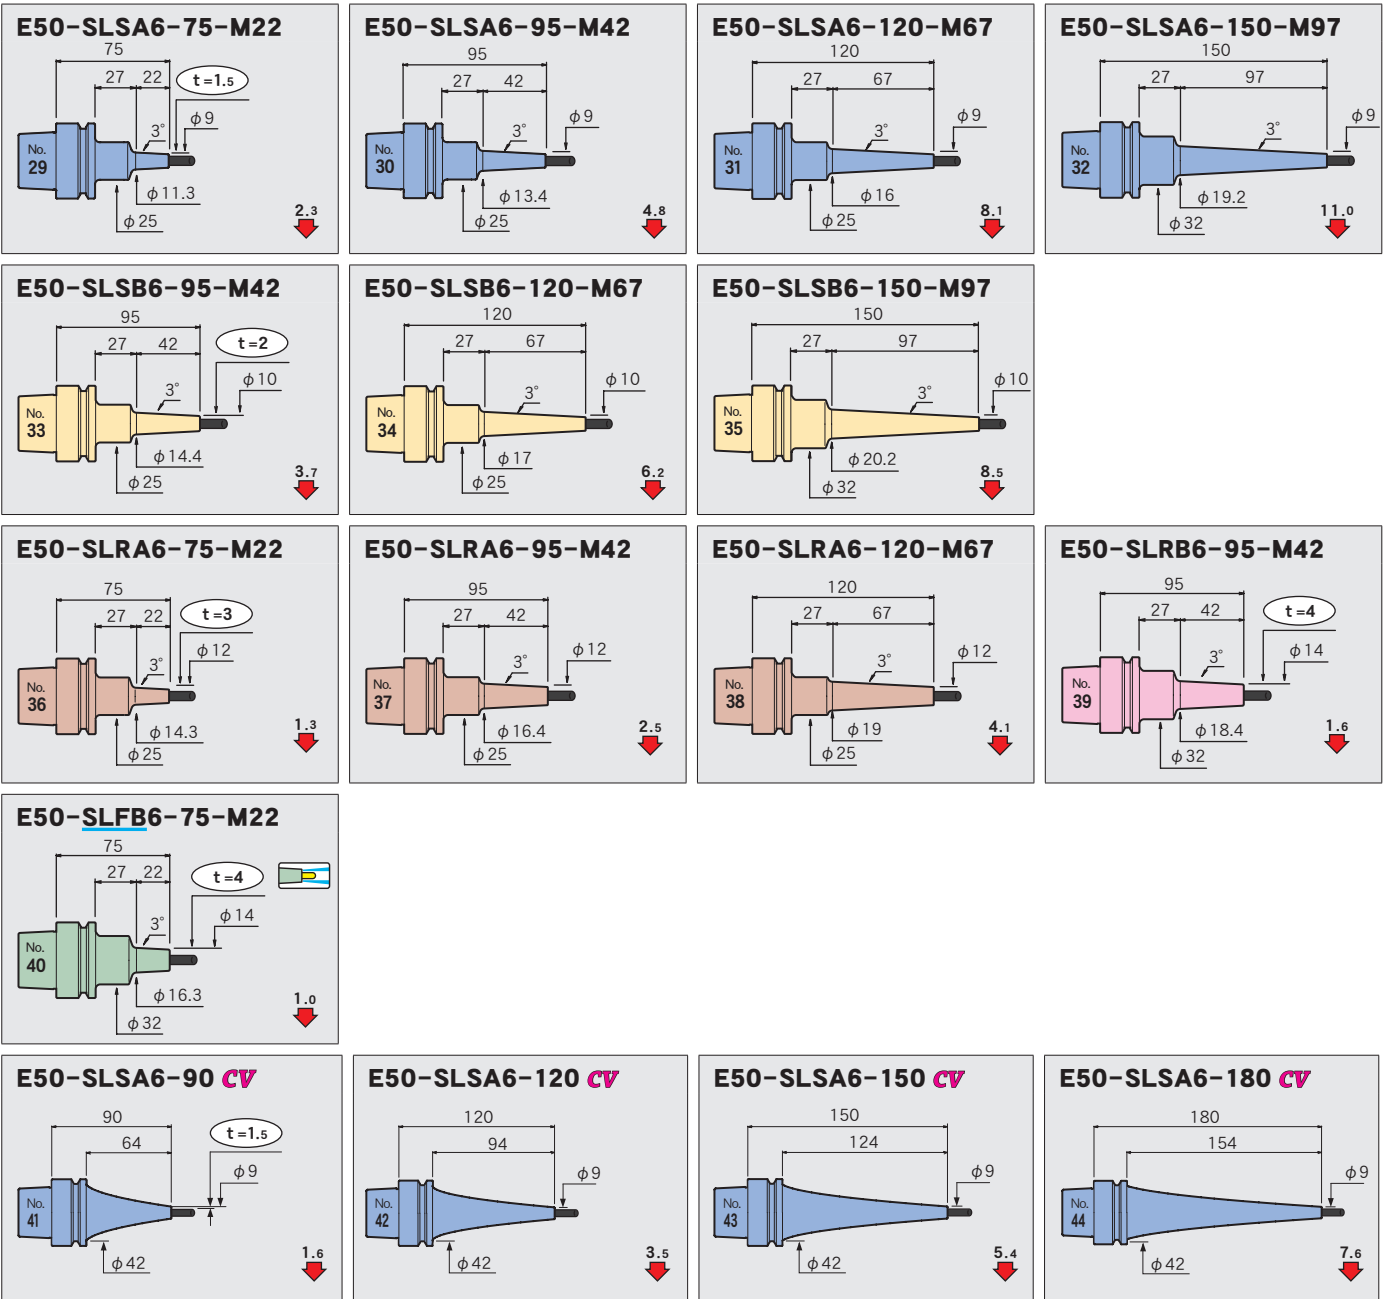 E50-SLSA6-75-M22
75
27 22
t=1.5
φ9
3°
No.
29
φ11.3
φ25
2.3
E50-SLSA6-95-M42
95
27 42
φ9
3°
No.
30
φ13.4
φ25
4.8
E50-SLSA6-120-M67
120
27 67
φ9
3°
No.
31
φ16
φ25
8.1
E50-SLSA6-150-M97
150
27 97
φ9
3°
No.
32
φ19.2
φ32
11.0
E50-SLSB6-95-M42
95
27 42
t=2
φ10
3°
No.
33
φ14.4
φ25
3.7
E50-SLSB6-120-M67
120
27 67
φ10
3°
No.
34
φ17
φ25
6.2
E50-SLSB6-150-M97
150
27 97
φ10
3°
No.
35
φ20.2
φ32
8.5
E50-SLRA6-75-M22
75
27 22
t=3
φ12
3°
No.
36
φ14.3
φ25
1.3
E50-SLRA6-95-M42
95
27 42
φ12
3°
No.
37
φ16.4
φ25
2.5
E50-SLRA6-120-M67
120
27 67
φ12
3°
No.
38
φ19
φ25
4.1
E50-SLRB6-95-M42
95
27 42
t=4
φ14
3°
No.
39
φ18.4
φ32
1.6
E50-SLFB6-75-M22
75
27 22
t=4
φ14
3°
No.
40
φ16.3
φ32
1.0
E50-SLSA6-90 CV
90
64
t=1.5
φ9
No.
41
φ42
1.6
E50-SLSA6-120 CV
120
94
φ9
No.
42
φ42
3.5
E50-SLSA6-150 CV
150
124
φ9
No.
43
φ42
5.4
E50-SLSA6-180 CV
180
154
φ9
No.
44
φ42
7.6